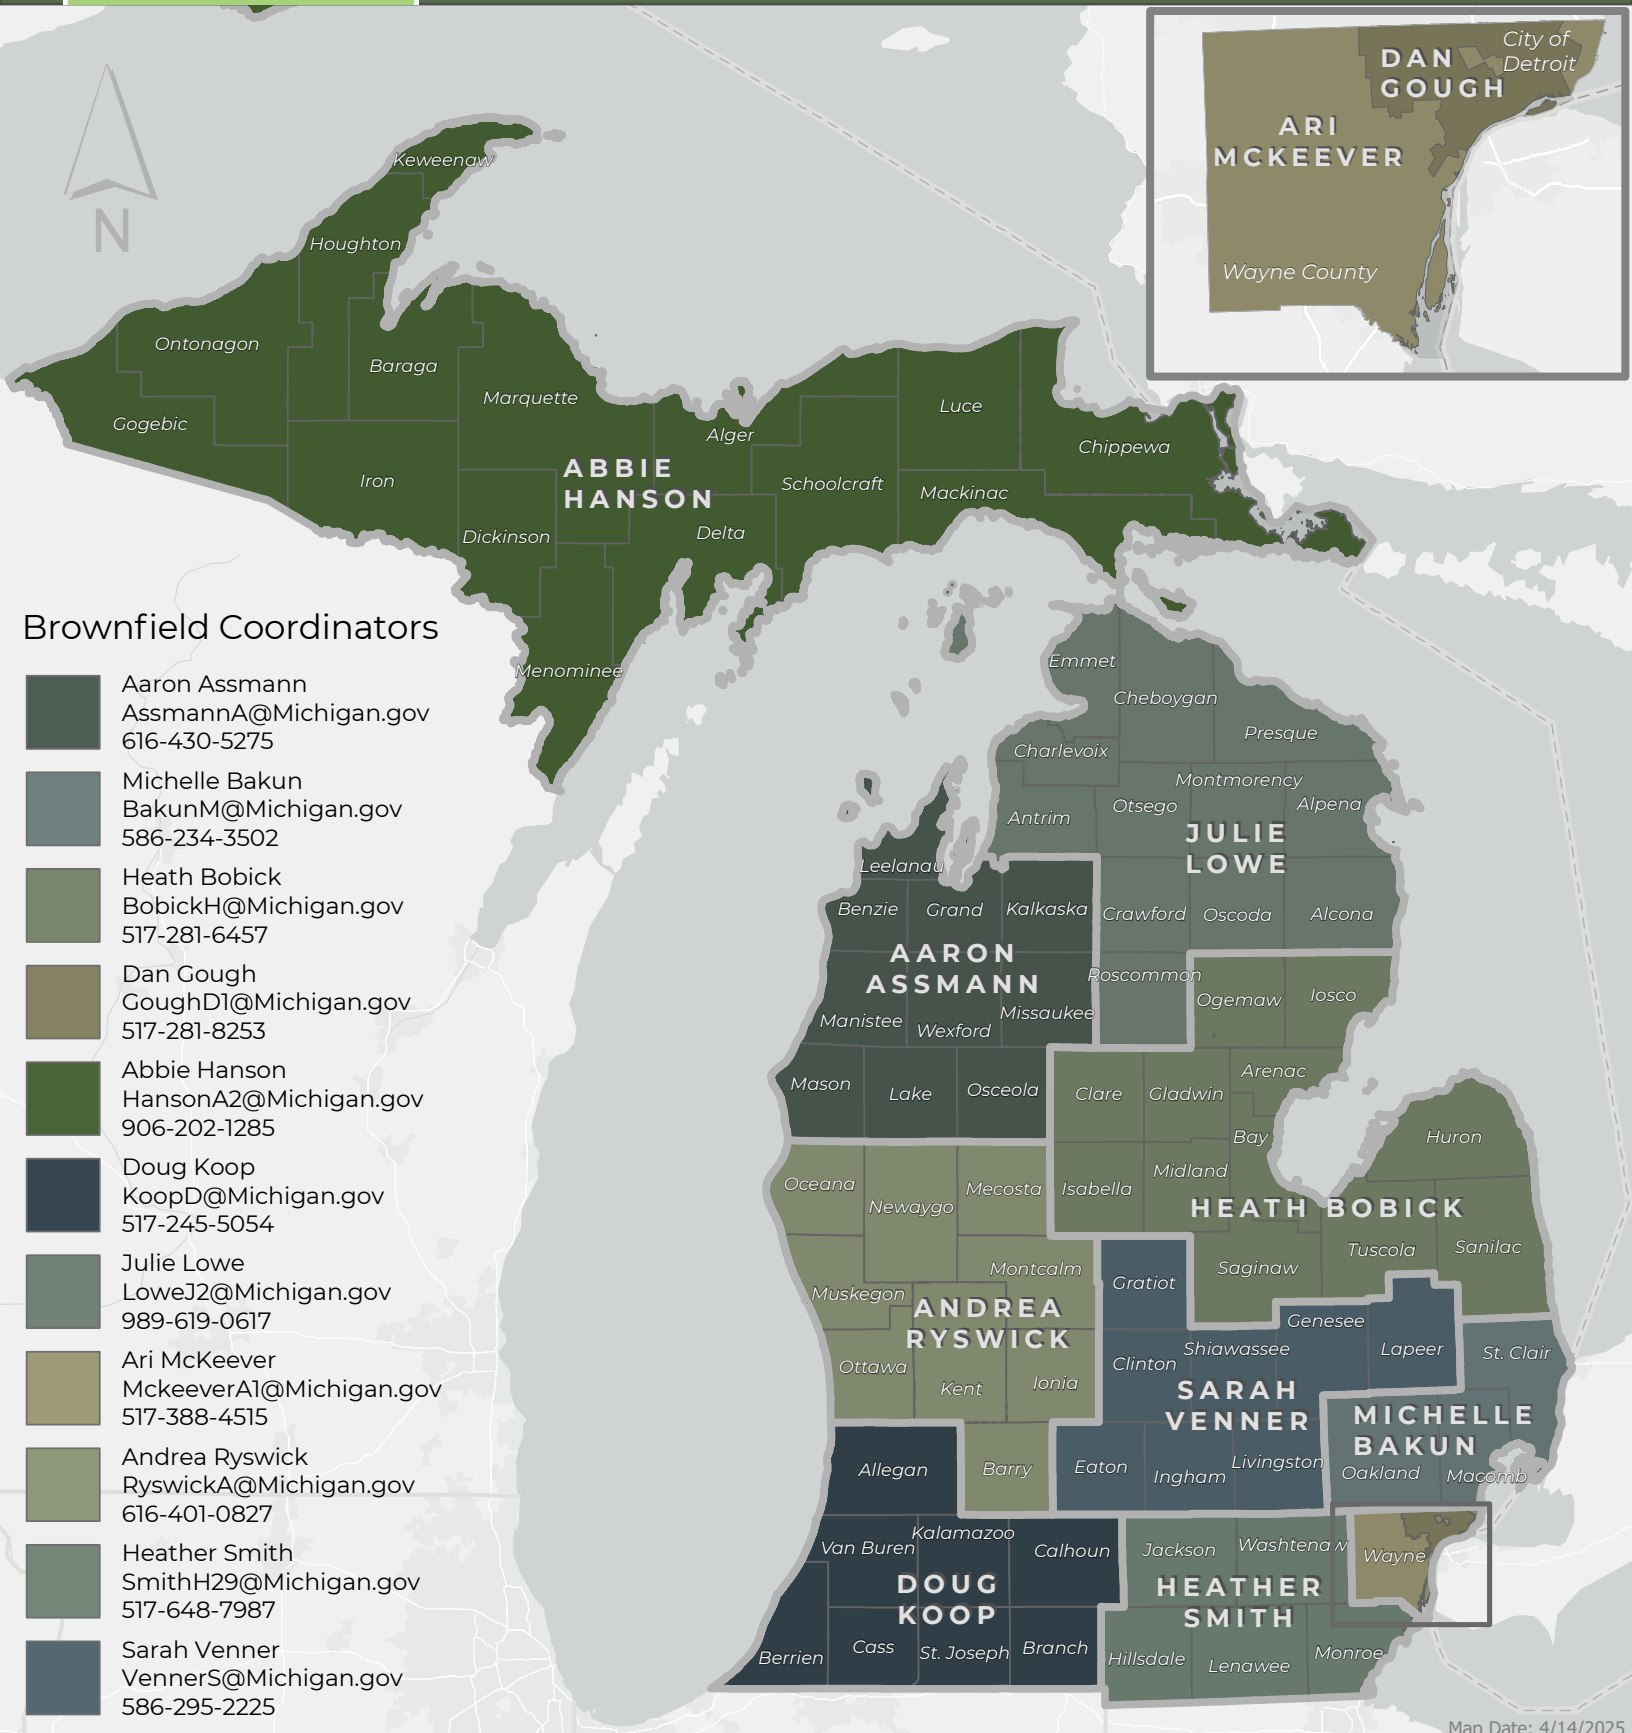 DAN
GOUGH
City of
Detroit
ARI
MCKEEVER
Wayne County
N
Keweenaw
Houghton
Ontonagon
Baraga
Marquette
Gogebic
Alger
Luce
Chippewa
Iron
ABBIE
HANSON
Schoolcraft
Mackinac
Dickinson
Delta
Menominee
Brownfield Coordinators
Aaron Assmann
AssmannA@Michigan.gov
616-430-5275
Michelle Bakun
BakunM@Michigan.gov
586-234-3502
Heath Bobick
BobickH@Michigan.gov
517-281-6457
Dan Gough
GoughD1@Michigan.gov
517-281-8253
Abbie Hanson
HansonA2@Michigan.gov
906-202-1285
Doug Koop
KoopD@Michigan.gov
517-245-5054
Julie Lowe
LoweJ2@Michigan.gov
989-619-0617
Ari McKeever
MckeeverA1@Michigan.gov
517-388-4515
Andrea Ryswick
RyswickA@Michigan.gov
616-401-0827
Heather Smith
SmithH29@Michigan.gov
517-648-7987
Sarah Venner
VennerS@Michigan.gov
586-295-2225
Emmet
Cheboygan
Presque
Charlevoix
Montmorency
Antrim
Otsego
Alpena
JULIE
LOWE
Leelanau
Benzie
Grand
Kalkaska
Crawford
Oscoda
Alcona
AARON
ASSMANN
Roscommon
Ogemaw
Iosco
Manistee
Wexford
Missaukee
Mason
Lake
Osceola
Clare
Gladwin
Arenac
Bay
Huron
Oceana
Newaygo
Mecosta
Isabella
Midland
HEATH BOBICK
Tuscola
Sanilac
Saginaw
Montcalm
Gratiot
Muskegon
ANDREA
RYSWICK
Genesee
Shiawassee
Lapeer
St. Clair
Clinton
Ottawa
Kent
Ionia
SARAH
VENNER
MICHELLE
BAKUN
Allegan
Barry
Eaton
Ingham
Livingston
Oakland
Macomb
Van Buren
Kalamazoo
Calhoun
Jackson
Washtenaw
Wayne
DOUG
KOOP
HEATHER
SMITH
Berrien
Cass
St. Joseph
Branch
Hillsdale
Lenawee
Monroe
Map Date: 4/14/2025